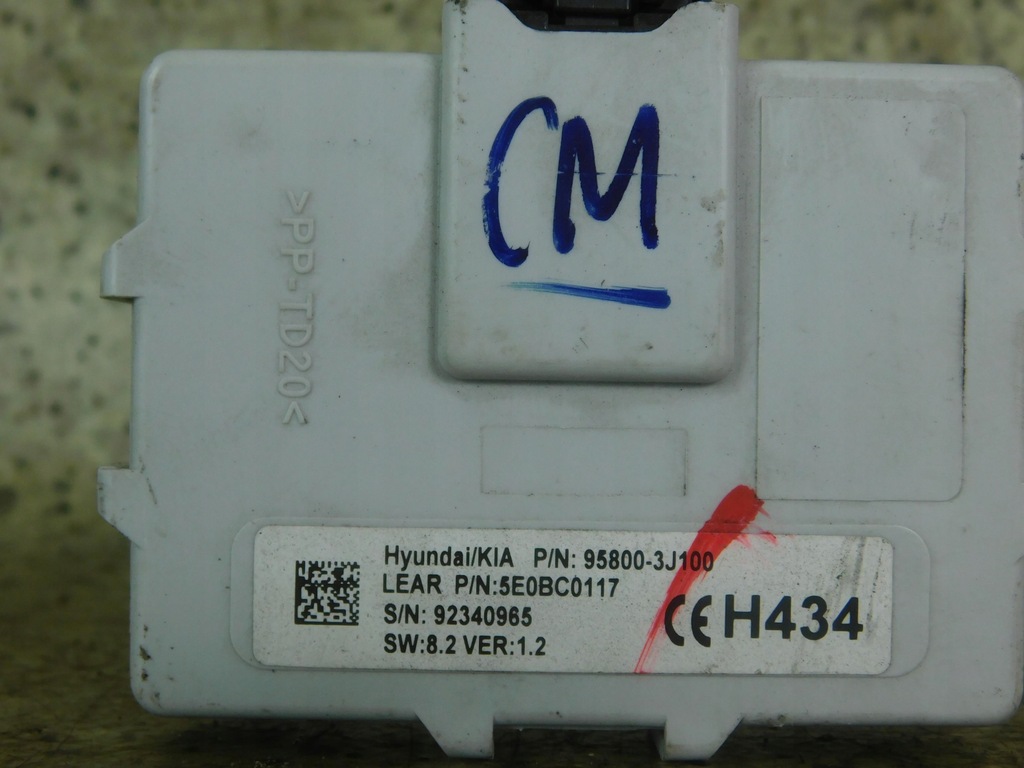 CM
>PP-TD20<
Hyundai/KIA P/N: 95800-3J100
LEAR P/N:5E0BC0117
S/N: 92340965
SW:8.2 VER:1.2
CE H434